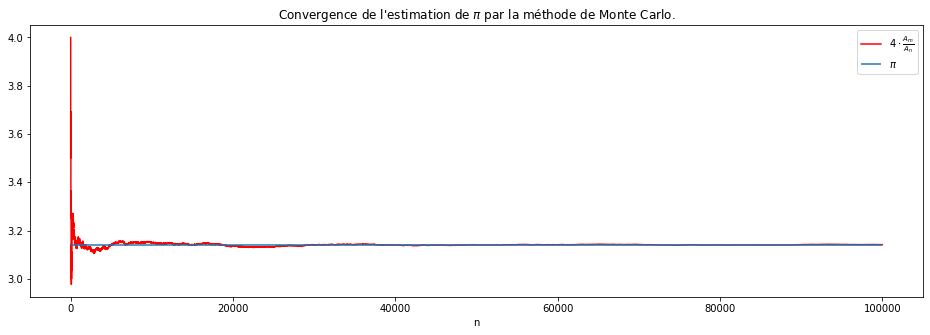 Convergence de l'estimation de π par la méthode de Monte Carlo.
4.0
3.8
3.6
3.4
3.2
3.0
4 · A_m/A_n
π
0 20000 40000 60000 80000 100000
n